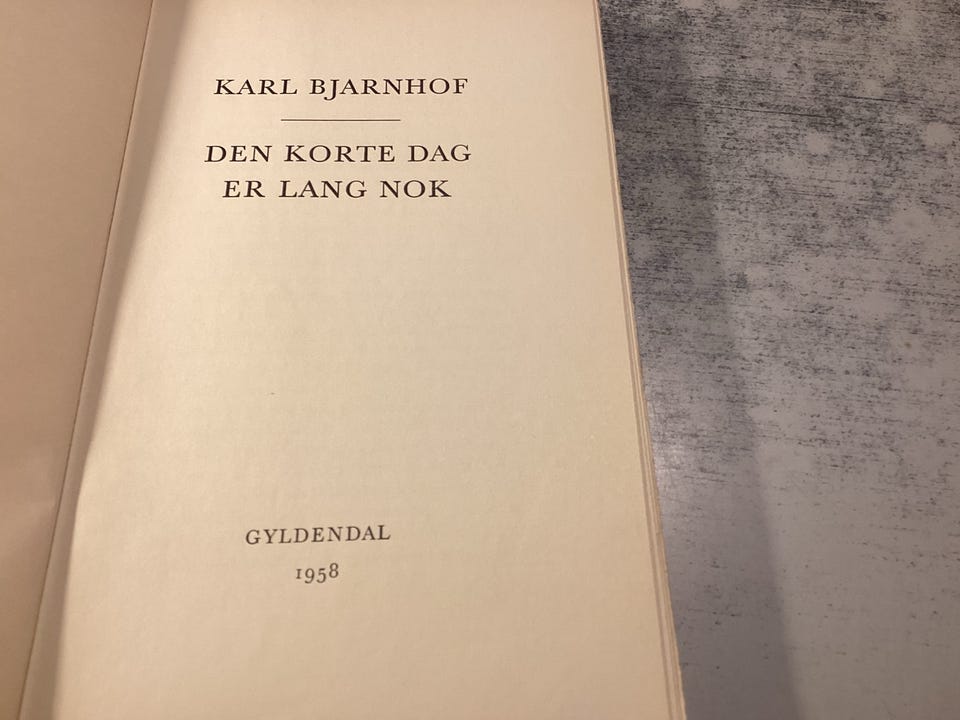 KARL BJARNHOF
DEN KORTE DAG
ER LANG NOK
GYLDENDAL
1958